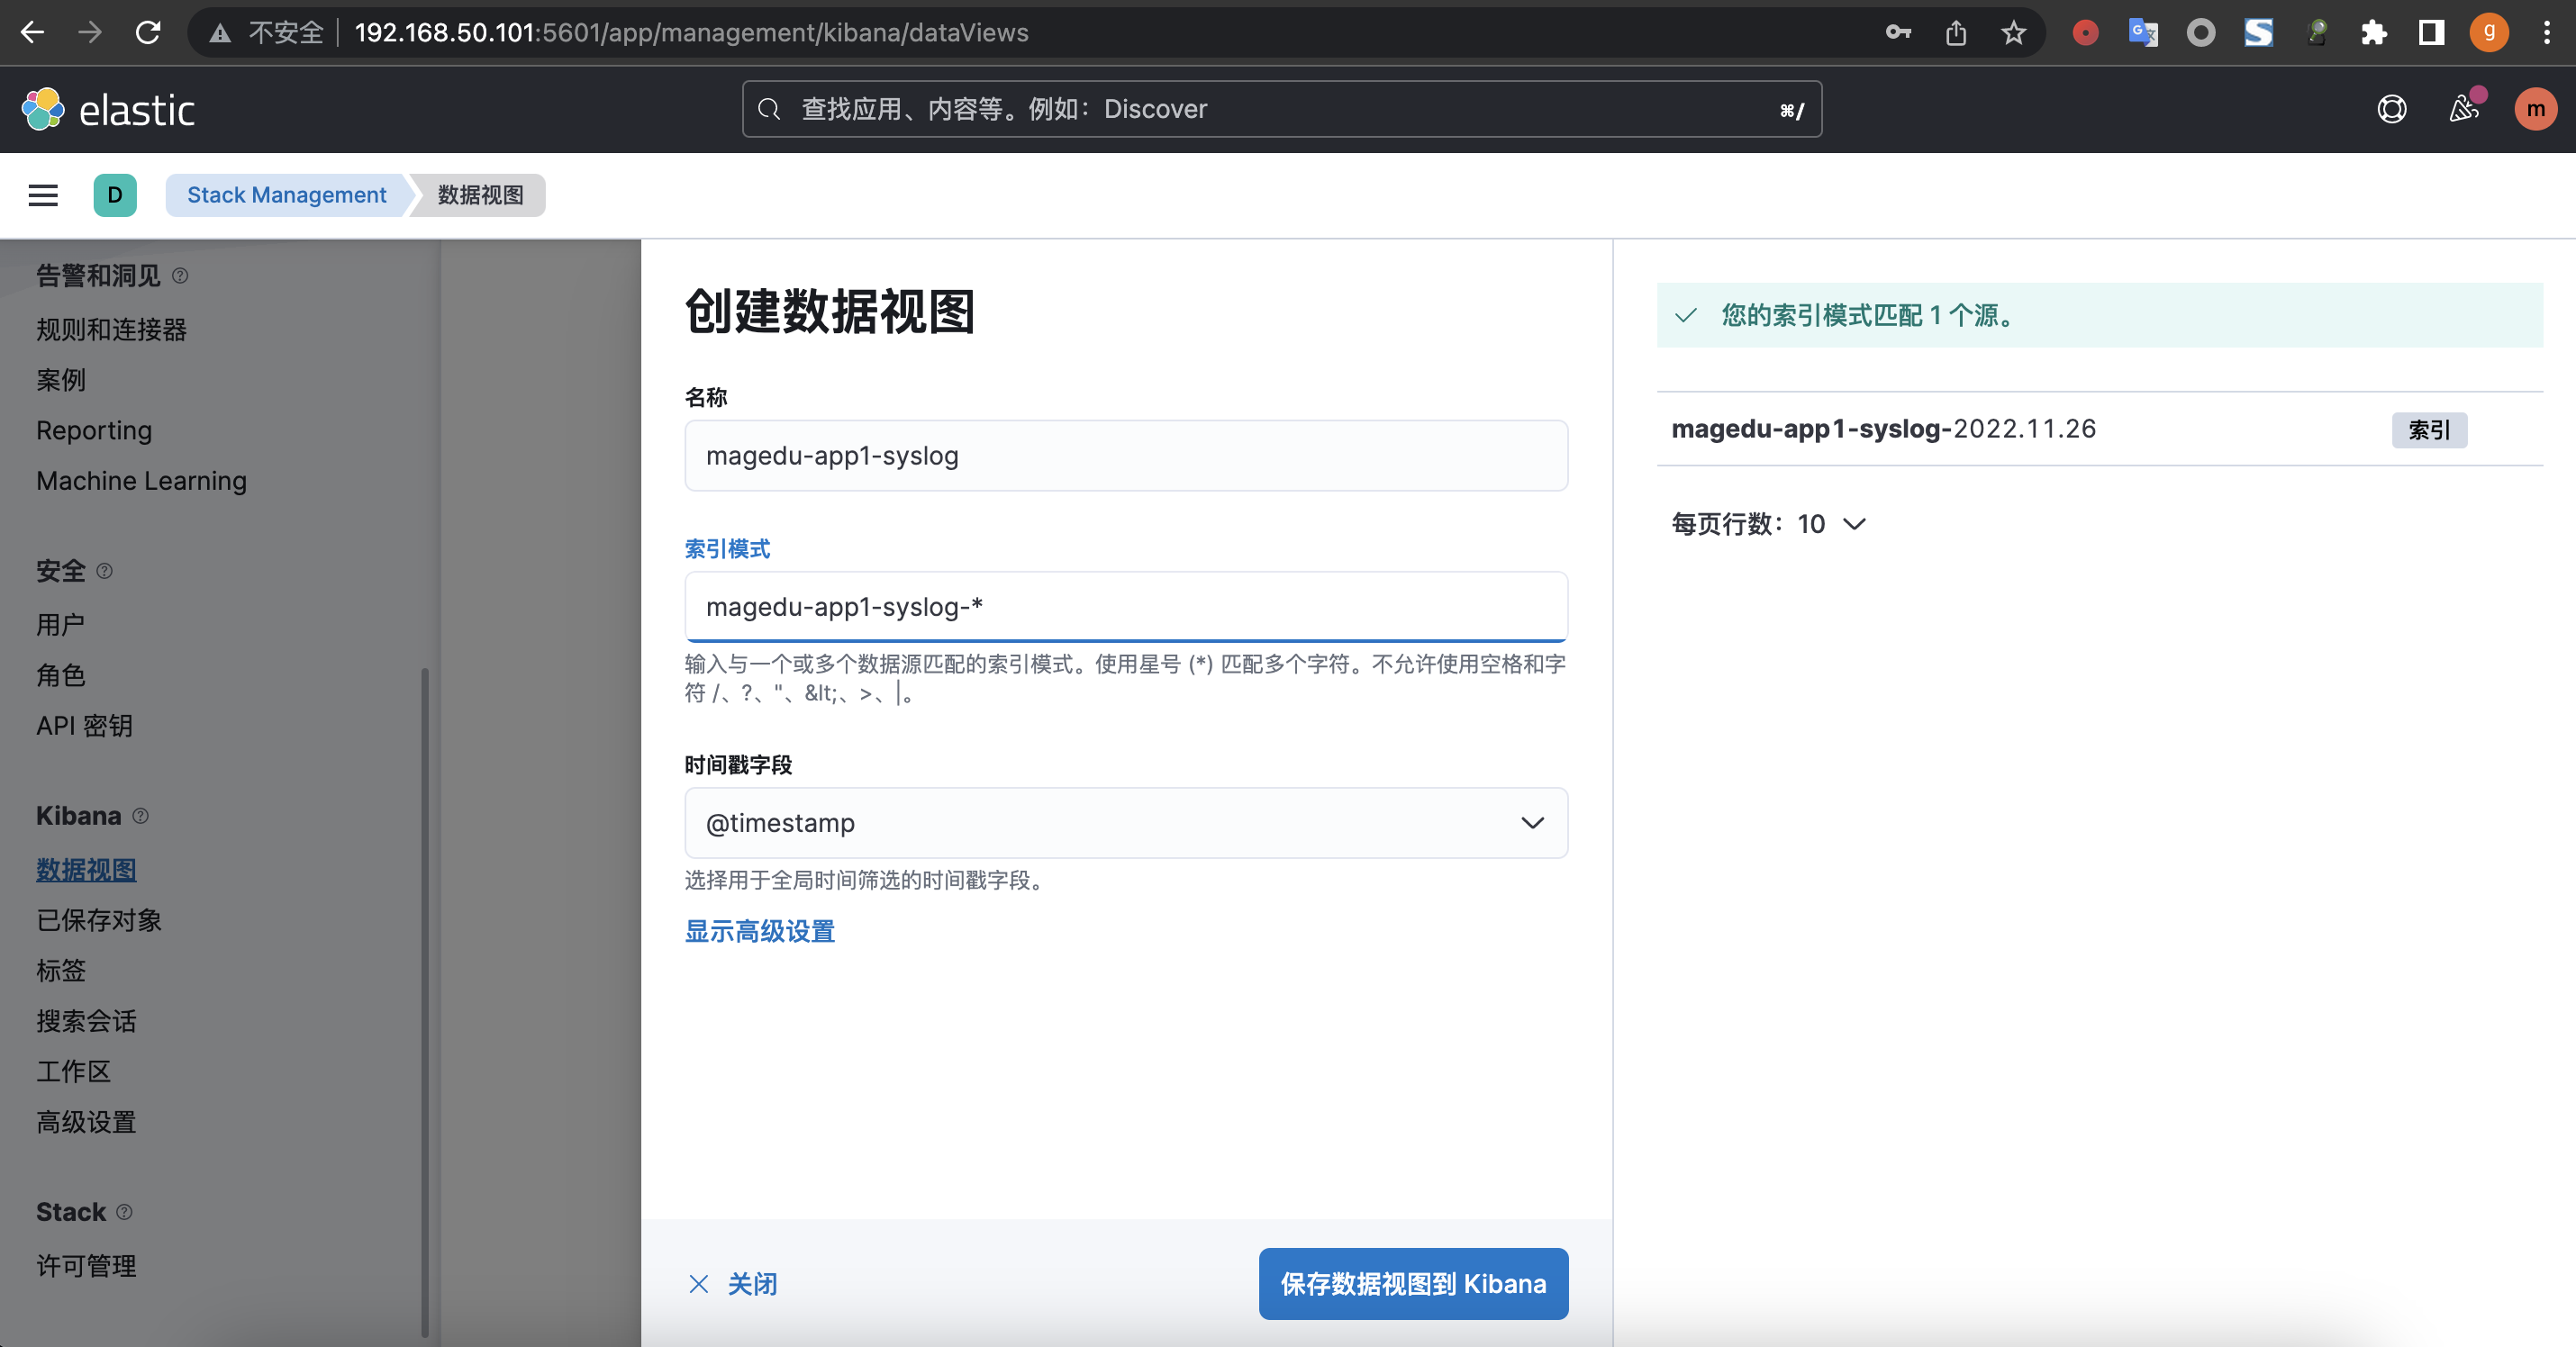 不安全 192.168.50.101:5601/app/management/kibana/dataViews
g
elastic
查找应用、内容等。例如：Discover ⌘/
m
D Stack Management 数据视图
告警和洞见
规则和连接器
案例
Reporting
Machine Learning
安全
用户
角色
API 密钥
Kibana
数据视图
已保存对象
标签
搜索会话
工作区
高级设置
Stack
许可管理
创建数据视图
名称
magedu-app1-syslog
索引模式
magedu-app1-syslog-*
输入与一个或多个数据源匹配的索引模式。使用星号 (*) 匹配多个字符。不允许使用空格和字
符 /、?、"、&lt;、>、|。
时间戳字段
@timestamp
选择用于全局时间筛选的时间戳字段。
显示高级设置
关闭
保存数据视图到 Kibana
您的索引模式匹配 1 个源。
magedu-app1-syslog-2022.11.26 索引
每页行数：10